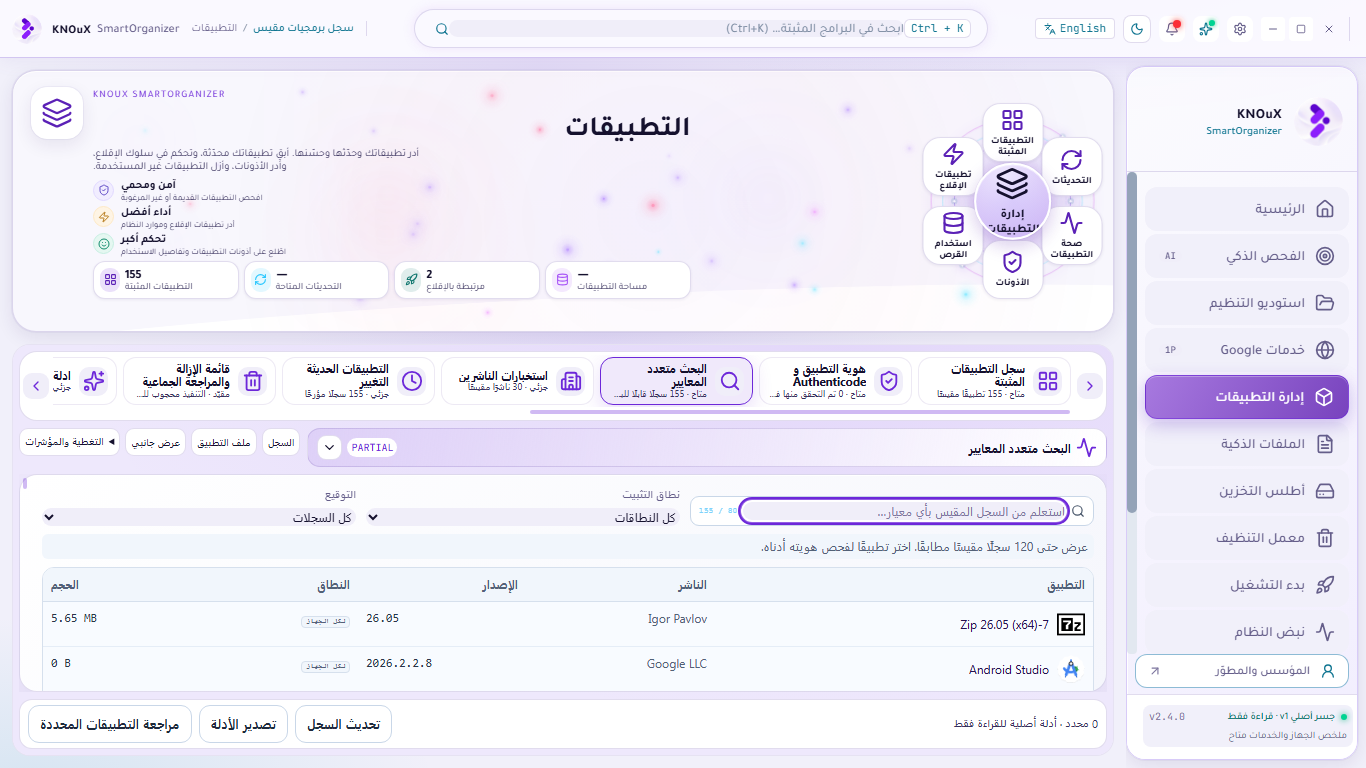 KNOuX SmartOrganizer
التطبيقات / سجل برمجيات مقيس
ابحث في البرامج المثبتة... (Ctrl+K)
Ctrl + K
English
KNOuX
SmartOrganizer
الرئيسية
الفحص الذكي
AI
استوديو التنظيم
خدمات Google
1P
إدارة التطبيقات
الملفات الذكية
أطلس التخزين
معمل التنظيف
بدء التشغيل
نبض النظام
المؤسس والمطوّر
جسر أصلي v1 · قراءة فقط
v2.4.0
ملخص الجهاز والخدمات متاح
KNOUX SMARTORGANIZER
التطبيقات
أدر تطبيقاتك وحدّثها وحسّنها. أبقِ تطبيقاتك محدّثة، وتحكم في سلوك الإقلاع،
وأدر الأذونات، وأزل التطبيقات غير المستخدمة.
آمن ومحمي
افحص التطبيقات القديمة أو غير المرغوبة
أداء أفضل
أدر تطبيقات الإقلاع وموارد النظام
تحكم أكبر
اطّلع على أذونات التطبيقات وتفاصيل الاستخدام
155
التطبيقات المثبتة
—
التحديثات المتاحة
2
مرتبطة بالإقلاع
—
مساحة التطبيقات
التطبيقات المثبتة
التحديثات
صحة التطبيقات
الأذونات
استخدام القرص
تطبيقات الإقلاع
إدارة التطبيقات
سجل التطبيقات المثبتة
متاح · 155 تطبيقًا مقيسًا
هوية التطبيق و Authenticode
متاح · 0 تم التحقق منها ف...
البحث متعدد المعايير
متاح · 155 سجلًا قابلًا للبـ...
استخبارات الناشرين
جزئي · 30 ناشرًا مقيسًا
التطبيقات الحديثة التغيير
جزئي · 155 سجلًا مؤرخًا
قائمة الإزالة والمراجعة الجماعية
مقيّد · التنفيذ محجوب للـ...
ادلة
جزئي
البحث متعدد المعايير
PARTIAL
السجل
ملف التطبيق
عرض جانبي
التغطية والمؤشرات
استعلم من السجل المقيس بأي معيار...
155 / 80
نطاق التثبيت
كل النطاقات
التوقيع
كل السجلات
عرض حتى 120 سجلًا مقيسًا مطابقًا. اختر تطبيقًا لفحص هويته أدناه.
التطبيق الناشر الإصدار النطاق الحجم
7-Zip 26.05 (x64) Igor Pavlov 26.05 لكل الجهاز 5.65 MB
Android Studio Google LLC 2026.2.2.8 لكل الجهاز 0 B
0 محدد · أدلة أصلية للقراءة فقط
تحديث السجل
تصدير الأدلة
مراجعة التطبيقات المحددة